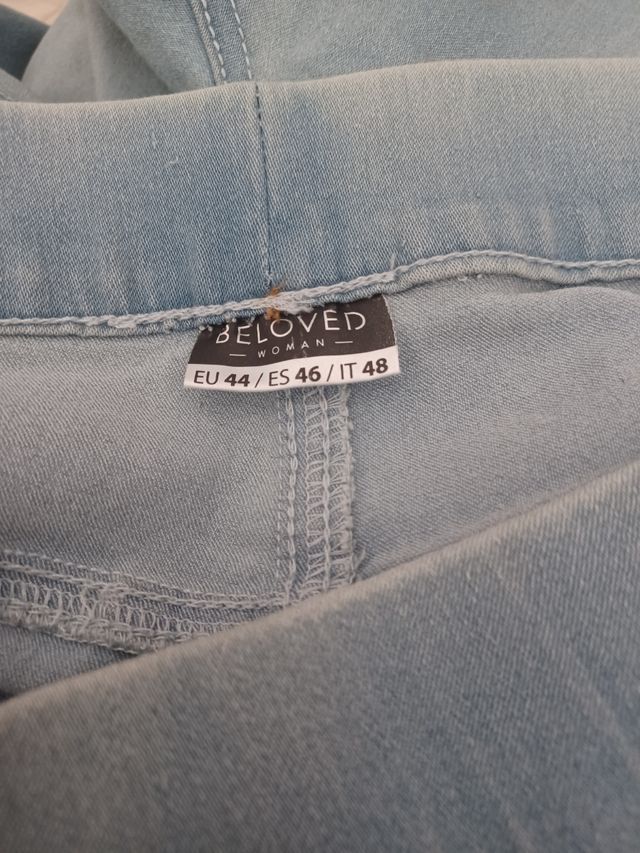 BELOVED
— WOMAN —
EU 44 / ES 46 / IT 48